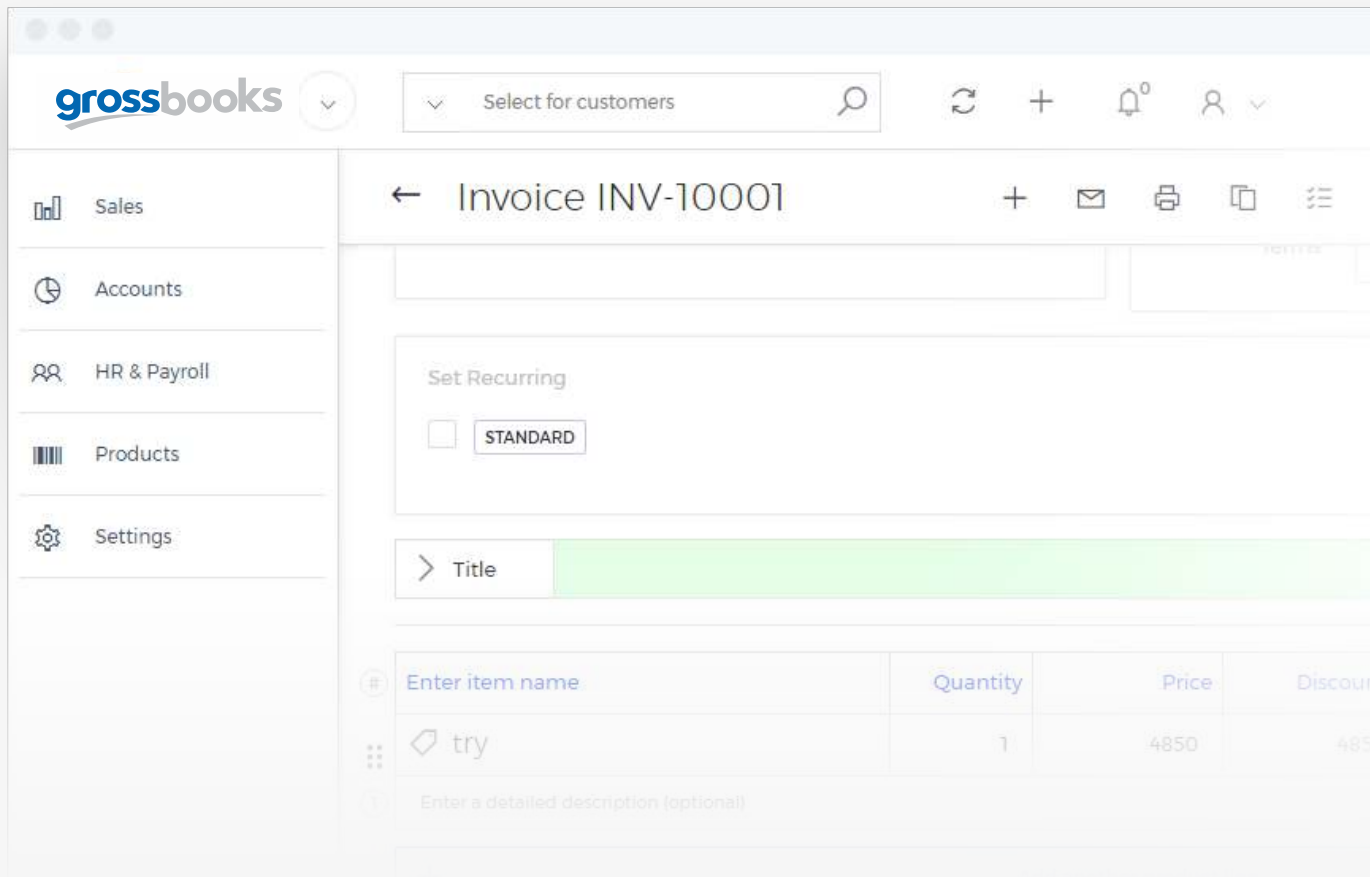 grossbooks
Select for customers
0
Sales
Accounts
HR & Payroll
Products
Settings
Invoice INV-10001
Terms
Set Recurring
STANDARD
Title
# Enter item name Quantity Price
try 1 4850
Enter a detailed description (optional)